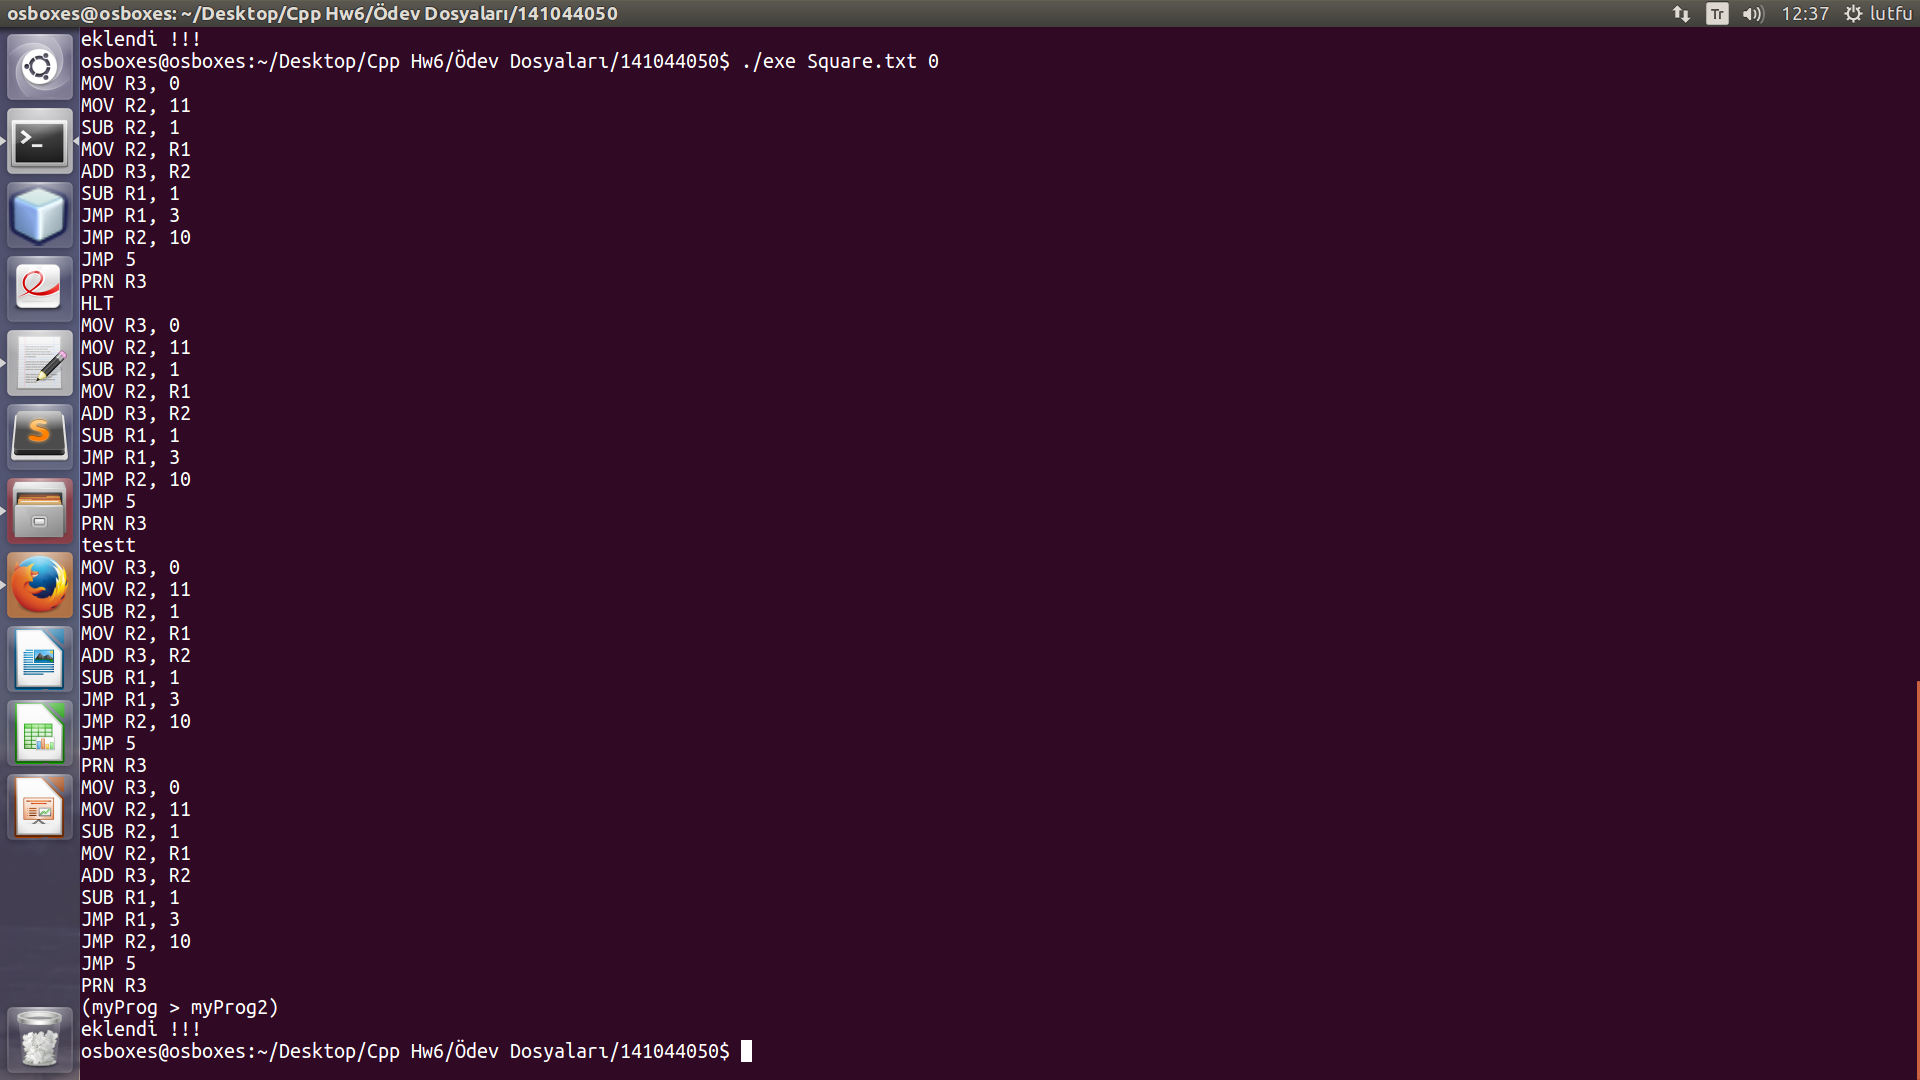 osboxes@osboxes: ~/Desktop/Cpp Hw6/Ödev Dosyaları/141044050
Tr
12:37
lutfu
eklendi !!!
osboxes@osboxes:~/Desktop/Cpp Hw6/Ödev Dosyaları/141044050$ ./exe Square.txt 0
MOV R3, 0
MOV R2, 11
SUB R2, 1
MOV R2, R1
ADD R3, R2
SUB R1, 1
JMP R1, 3
JMP R2, 10
JMP 5
PRN R3
HLT
MOV R3, 0
MOV R2, 11
SUB R2, 1
MOV R2, R1
ADD R3, R2
SUB R1, 1
JMP R1, 3
JMP R2, 10
JMP 5
PRN R3
testt
MOV R3, 0
MOV R2, 11
SUB R2, 1
MOV R2, R1
ADD R3, R2
SUB R1, 1
JMP R1, 3
JMP R2, 10
JMP 5
PRN R3
MOV R3, 0
MOV R2, 11
SUB R2, 1
MOV R2, R1
ADD R3, R2
SUB R1, 1
JMP R1, 3
JMP R2, 10
JMP 5
PRN R3
(myProg > myProg2)
eklendi !!!
osboxes@osboxes:~/Desktop/Cpp Hw6/Ödev Dosyaları/141044050$